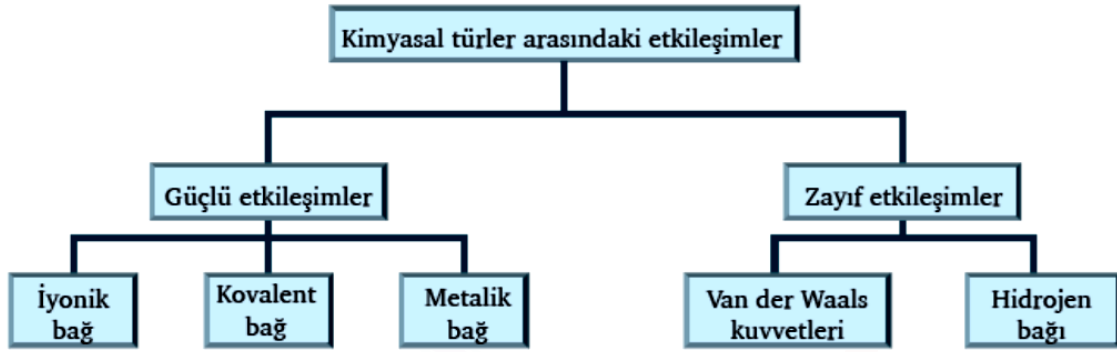 Kimyasal türler arasındaki etkileşimler
Güçlü etkileşimler
Zayıf etkileşimler
İyonik
bağ
Kovalent
bağ
Metalik
bağ
Van der Waals
kuvvetleri
Hidrojen
bağı